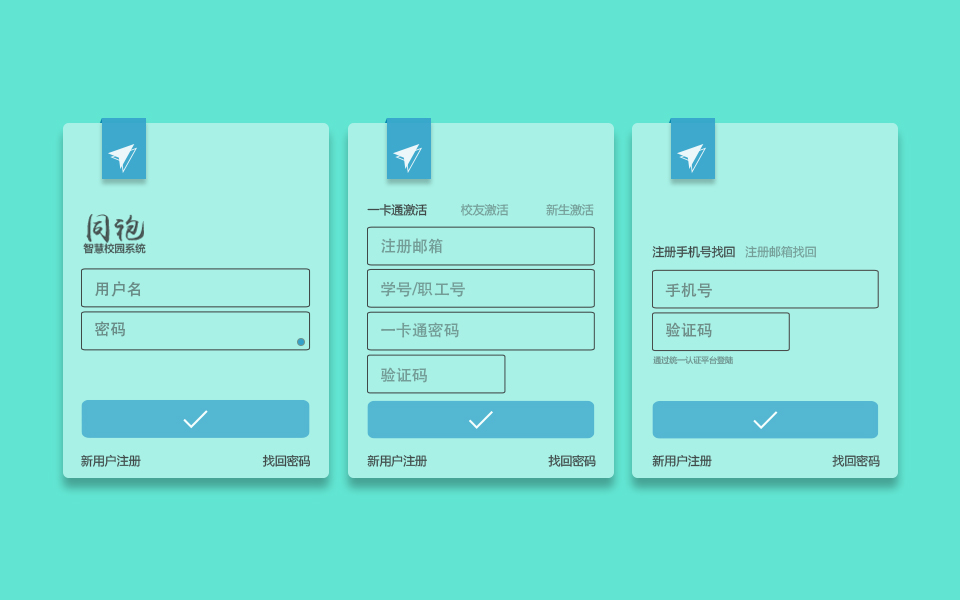 同袍
智慧校园系统
用户名
密码
新用户注册 找回密码
一卡通激活 校友激活 新生激活
注册邮箱
学号/职工号
一卡通密码
验证码
新用户注册 找回密码
注册手机号找回 注册邮箱找回
手机号
验证码
通过统一认证平台登陆
新用户注册 找回密码